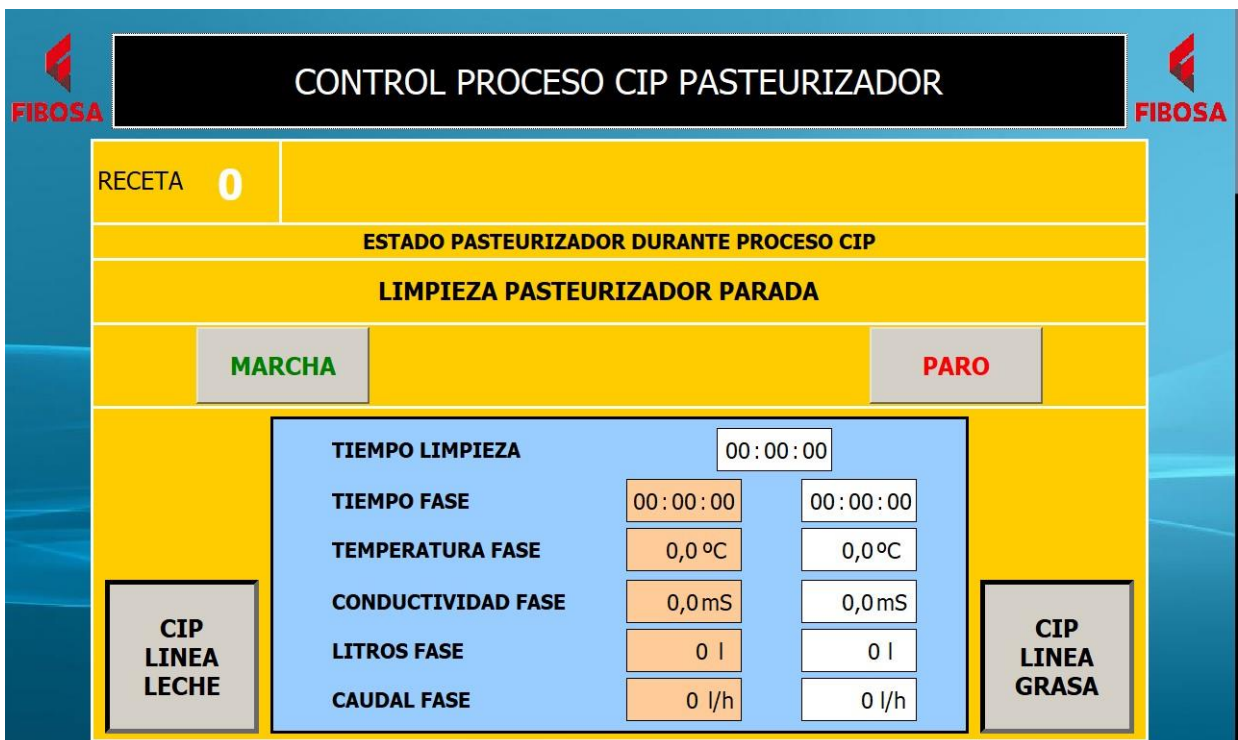 CONTROL PROCESO CIP PASTEURIZADOR
FIBOSA
FIBOSA
RECETA 0
ESTADO PASTEURIZADOR DURANTE PROCESO CIP
LIMPIEZA PASTEURIZADOR PARADA
MARCHA
PARO
TIEMPO LIMPIEZA 00:00:00
TIEMPO FASE 00:00:00 00:00:00
TEMPERATURA FASE 0,0 ºC 0,0 ºC
CONDUCTIVIDAD FASE 0,0 mS 0,0 mS
LITROS FASE 0 l 0 l
CAUDAL FASE 0 l/h 0 l/h
CIP
LINEA
LECHE
CIP
LINEA
GRASA